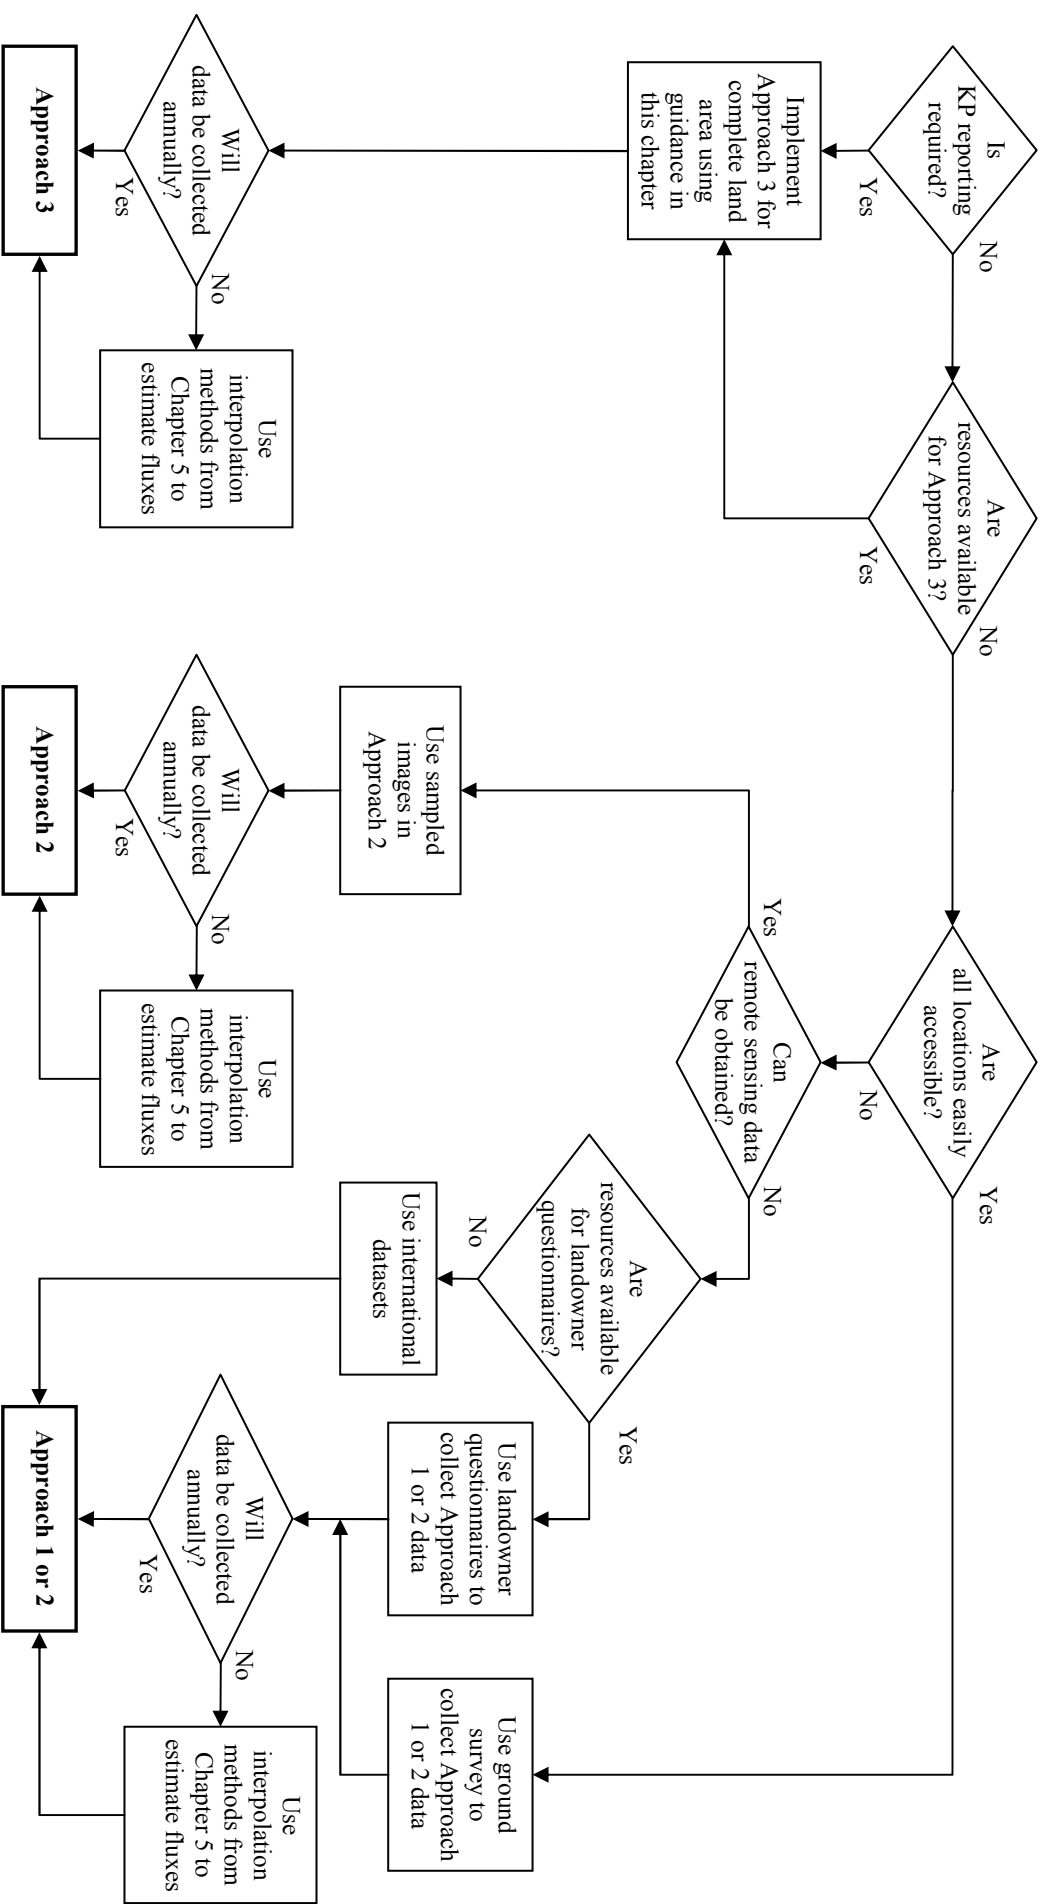 Is
KP reporting
required?
No
Yes
Are
resources available
for Approach 3?
No
Yes
Are
all locations easily
accessible?
Yes
No
Implement
Approach 3 for
complete land
area using
guidance in
this chapter
Can
remote sensing data
be obtained?
Yes
No
Are
resources available
for landowner
questionnaires?
Yes
No
Use sampled
images in
Approach 2
Use international
datasets
Use landowner
questionnaires to
collect Approach
1 or 2 data
Use ground
survey to
collect Approach
1 or 2 data
Will
data be collected
annually?
No
Yes
Use
interpolation
methods from
Chapter 5 to
estimate fluxes
Will
data be collected
annually?
No
Yes
Use
interpolation
methods from
Chapter 5 to
estimate fluxes
Will
data be collected
annually?
No
Yes
Use
interpolation
methods from
Chapter 5 to
estimate fluxes
Approach 3
Approach 2
Approach 1 or 2